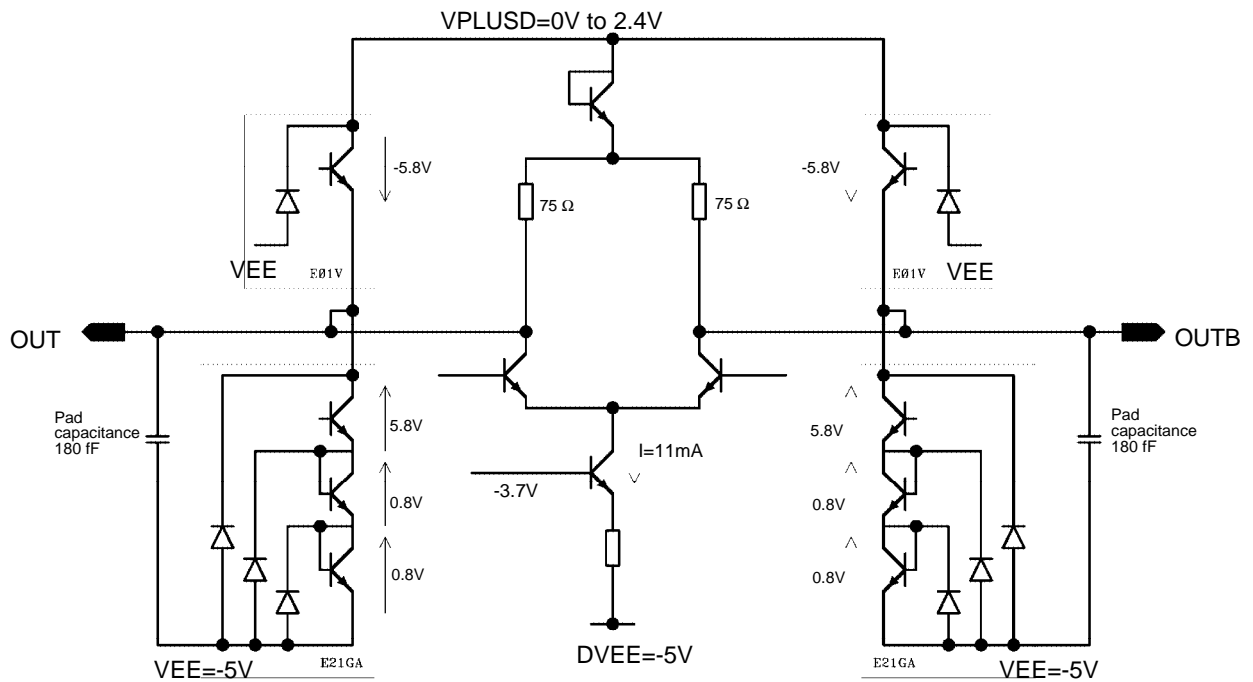 VPLUSD=0V to 2.4V
-5.8V
-5.8V
75 Ω
75 Ω
VEE
E01V
E01V
VEE
OUT
OUTB
Pad
capacitance
180 fF
5.8V
I=11mA
5.8V
Pad
capacitance
180 fF
-3.7V
0.8V
0.8V
0.8V
0.8V
VEE=-5V
E21GA
DVEE=-5V
E21GA
VEE=-5V